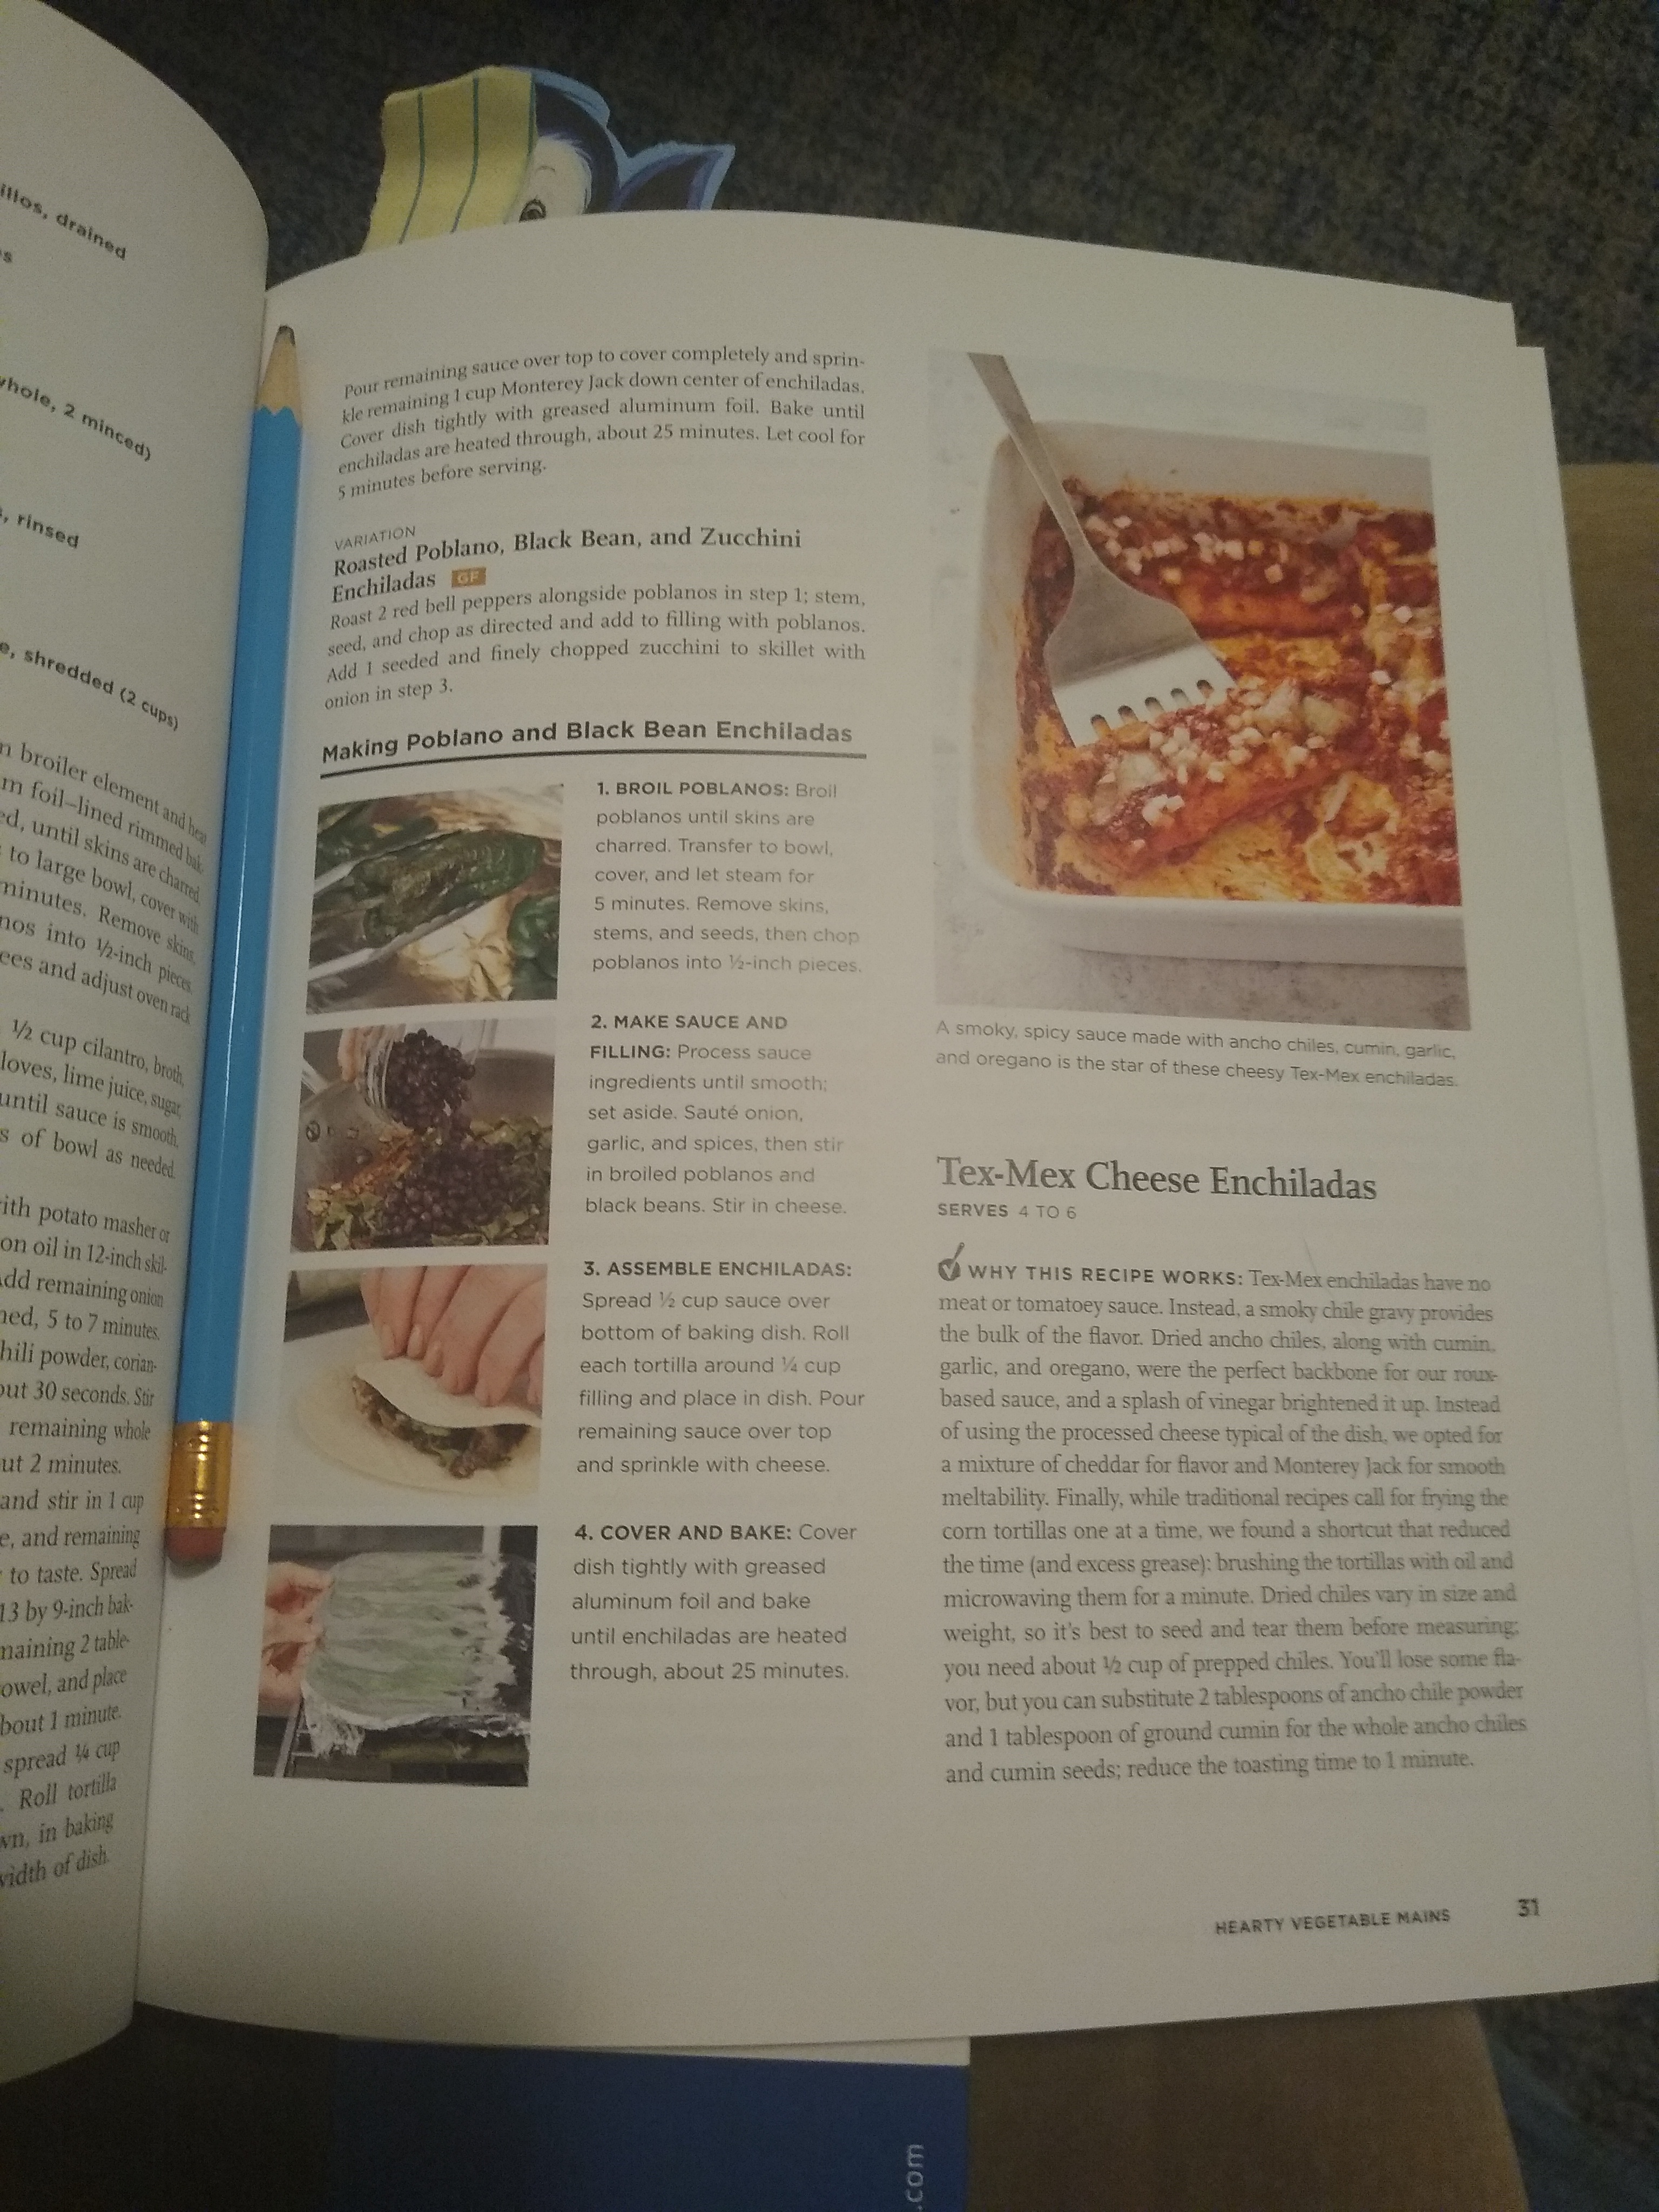 illos, drained
s
whole, 2 minced)
, rinsed
e, shredded (2 cups)
n broiler element and heat
m foil–lined rimmed bak-
ed, until skins are charred
to large bowl, cover with
minutes. Remove skins,
nos into ½-inch pieces.
ees and adjust oven rack
½ cup cilantro, broth,
loves, lime juice, sugar,
until sauce is smooth,
s of bowl as needed.
with potato masher or
on oil in 12-inch skil-
Add remaining onion
ned, 5 to 7 minutes.
hili powder, corian-
out 30 seconds. Stir
remaining whole
ut 2 minutes.
and stir in 1 cup
e, and remaining
to taste. Spread
13 by 9-inch bak-
maining 2 table-
owel, and place
bout 1 minute.
spread ¼ cup
. Roll tortilla
wn, in baking
width of dish.
Pour remaining sauce over top to cover completely and sprin-
kle remaining 1 cup Monterey Jack down center of enchiladas.
Cover dish tightly with greased aluminum foil. Bake until
enchiladas are heated through, about 25 minutes. Let cool for
5 minutes before serving.
VARIATION
Roasted Poblano, Black Bean, and Zucchini
Enchiladas GF
Roast 2 red bell peppers alongside poblanos in step 1; stem,
seed, and chop as directed and add to filling with poblanos.
Add 1 seeded and finely chopped zucchini to skillet with
onion in step 3.
Making Poblano and Black Bean Enchiladas
1. BROIL POBLANOS: Broil
poblanos until skins are
charred. Transfer to bowl,
cover, and let steam for
5 minutes. Remove skins,
stems, and seeds, then chop
poblanos into ½-inch pieces.
2. MAKE SAUCE AND
FILLING: Process sauce
ingredients until smooth;
set aside. Sauté onion,
garlic, and spices, then stir
in broiled poblanos and
black beans. Stir in cheese.
3. ASSEMBLE ENCHILADAS:
Spread ½ cup sauce over
bottom of baking dish. Roll
each tortilla around ¼ cup
filling and place in dish. Pour
remaining sauce over top
and sprinkle with cheese.
4. COVER AND BAKE: Cover
dish tightly with greased
aluminum foil and bake
until enchiladas are heated
through, about 25 minutes.
A smoky, spicy sauce made with ancho chiles, cumin, garlic,
and oregano is the star of these cheesy Tex-Mex enchiladas.
Tex-Mex Cheese Enchiladas
SERVES 4 TO 6
WHY THIS RECIPE WORKS: Tex-Mex enchiladas have no
meat or tomatoey sauce. Instead, a smoky chile gravy provides
the bulk of the flavor. Dried ancho chiles, along with cumin,
garlic, and oregano, were the perfect backbone for our roux-
based sauce, and a splash of vinegar brightened it up. Instead
of using the processed cheese typical of the dish, we opted for
a mixture of cheddar for flavor and Monterey Jack for smooth
meltability. Finally, while traditional recipes call for frying the
corn tortillas one at a time, we found a shortcut that reduced
the time (and excess grease): brushing the tortillas with oil and
microwaving them for a minute. Dried chiles vary in size and
weight, so it's best to seed and tear them before measuring;
you need about ½ cup of prepped chiles. You'll lose some fla-
vor, but you can substitute 2 tablespoons of ancho chile powder
and 1 tablespoon of ground cumin for the whole ancho chiles
and cumin seeds; reduce the toasting time to 1 minute.
HEARTY VEGETABLE MAINS 31
.com